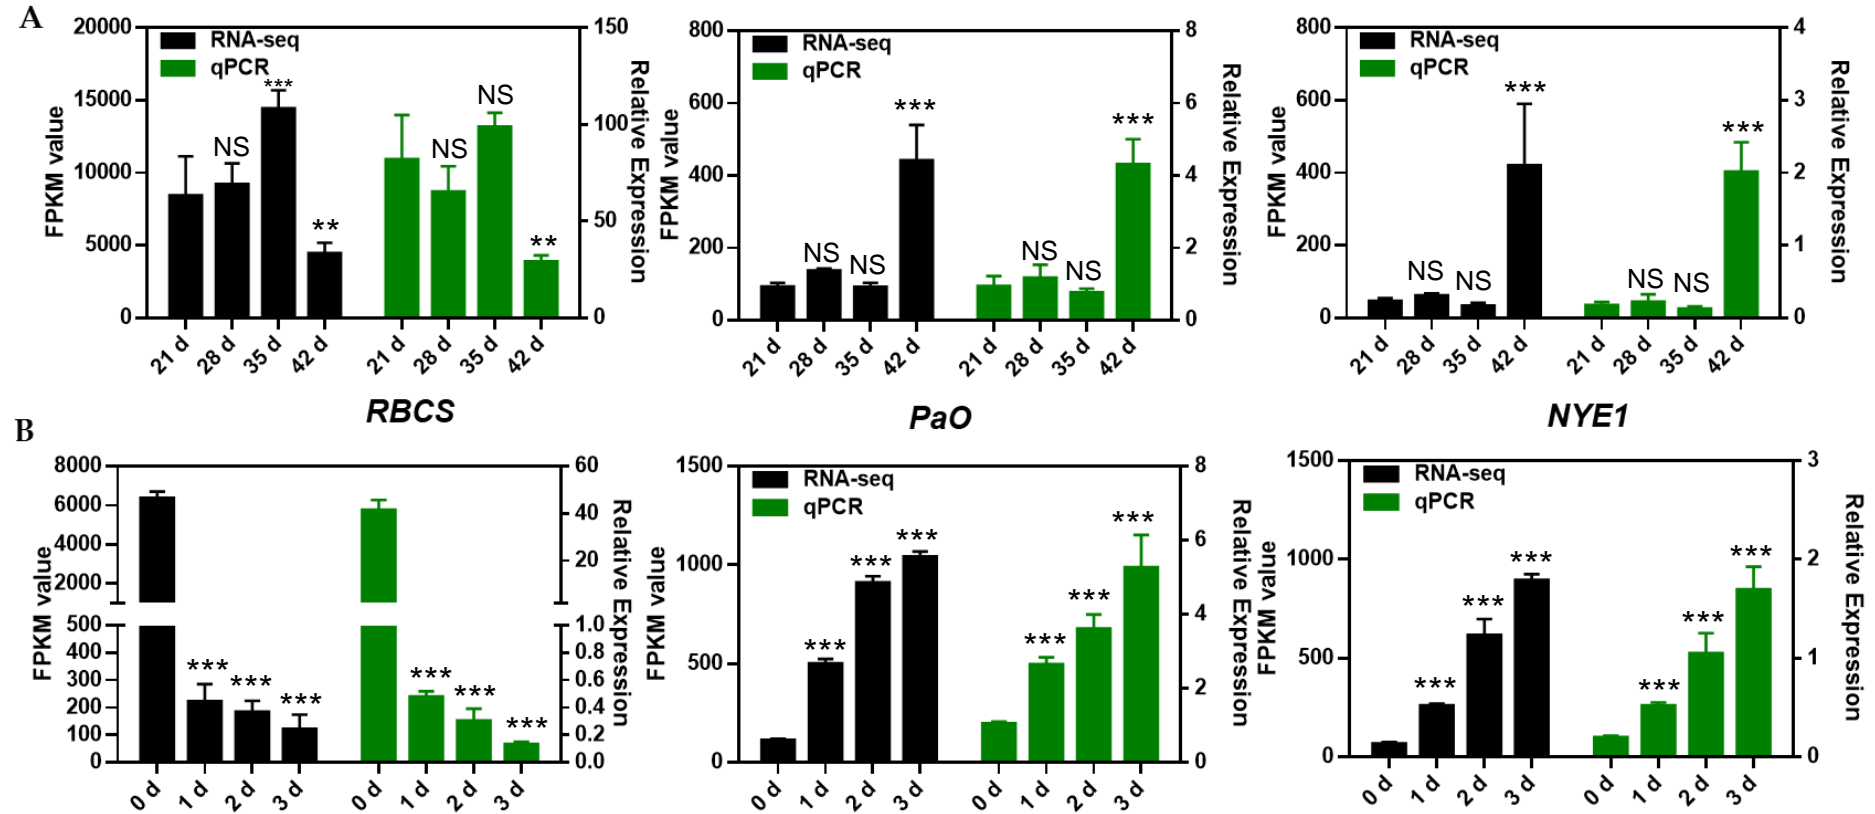 A
20000
15000
10000
5000
0
FPKM value
RNA-seq
qPCR
NS
***
**
NS
NS
**
150
100
50
0
Relative Expression
21 d
28 d
35 d
42 d
21 d
28 d
35 d
42 d
RBCS
800
600
400
200
0
FPKM value
RNA-seq
qPCR
NS
NS
***
NS
NS
***
8
6
4
2
0
Relative Expression
21 d
28 d
35 d
42 d
21 d
28 d
35 d
42 d
PaO
800
600
400
200
0
FPKM value
RNA-seq
qPCR
NS
NS
***
NS
NS
***
4
3
2
1
0
Relative Expression
21 d
28 d
35 d
42 d
21 d
28 d
35 d
42 d
NYE1
B
8000
6000
4000
2000
500
400
300
200
100
0
FPKM value
***
***
***
***
***
***
60
40
20
1.0
0.8
0.6
0.4
0.2
0.0
Relative Expression
0 d
1 d
2 d
3 d
0 d
1 d
2 d
3 d
1500
1000
500
0
FPKM value
RNA-seq
qPCR
***
***
***
***
***
***
8
6
4
2
0
Relative Expression
0 d
1 d
2 d
3 d
0 d
1 d
2 d
3 d
1500
1000
500
0
FPKM value
RNA-seq
qPCR
***
***
***
***
***
***
3
2
1
0
Relative Expression
0 d
1 d
2 d
3 d
0 d
1 d
2 d
3 d